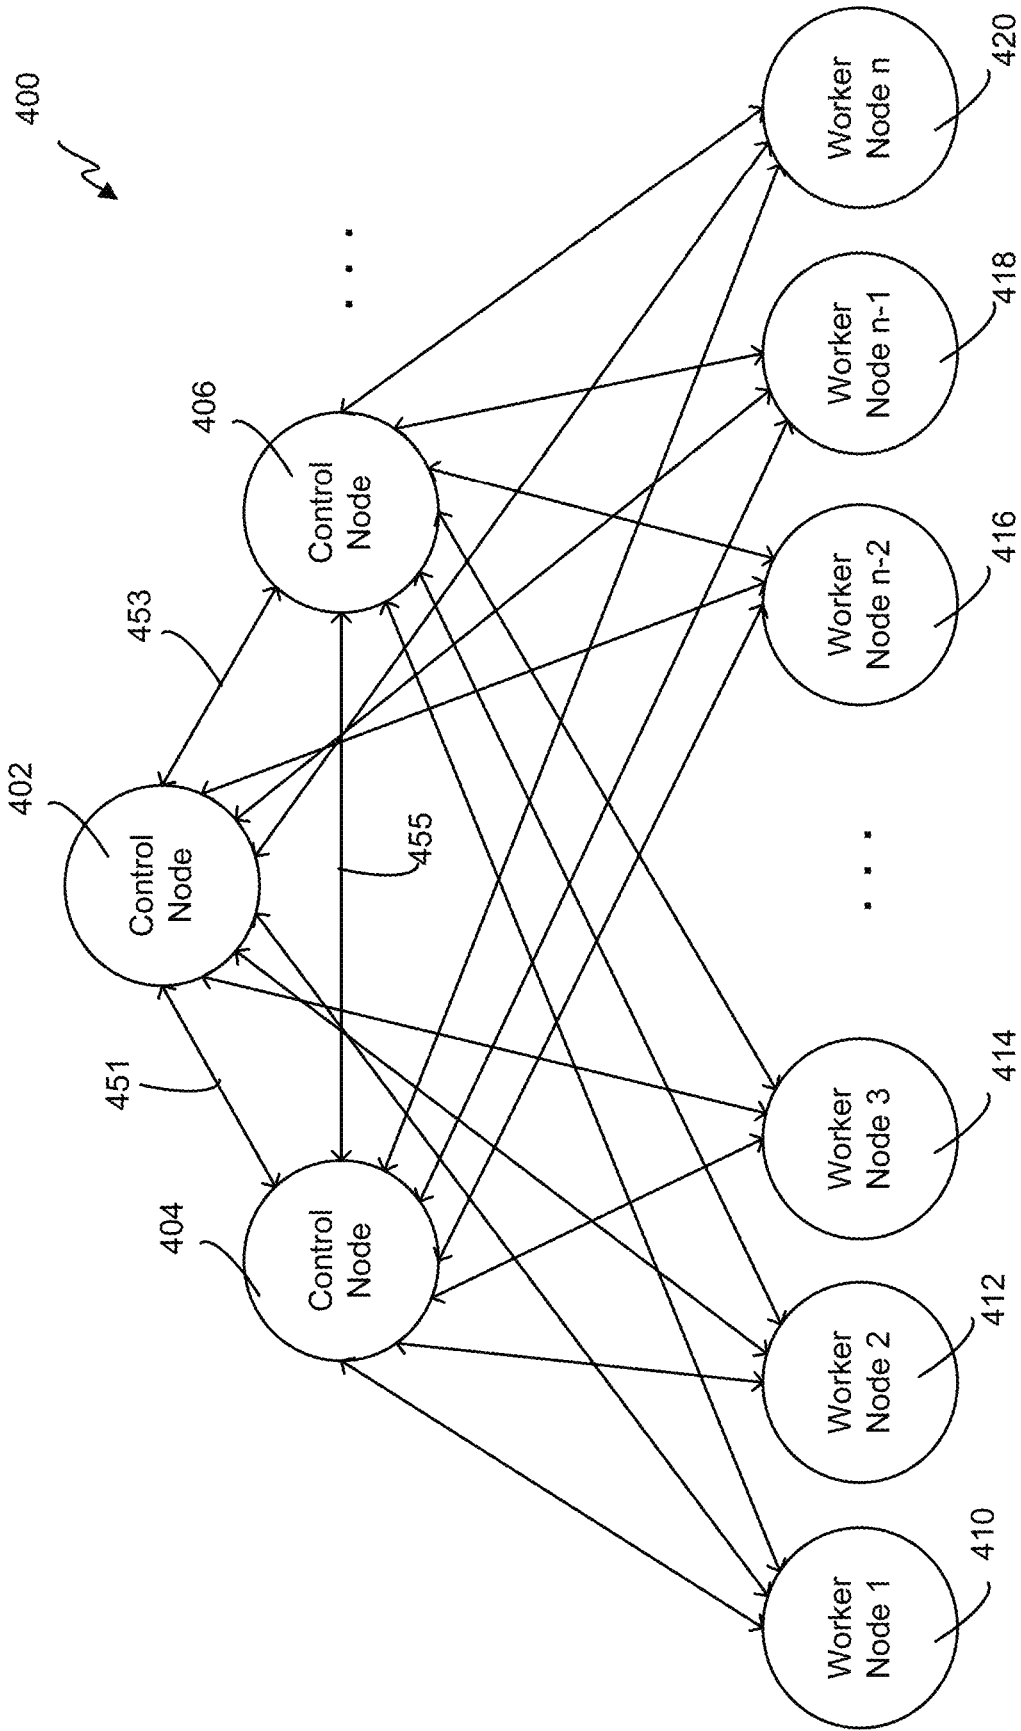 400
402
Control
Node
451
453
404
Control
Node
406
Control
Node
. . .
455
Worker
Node 1
Worker
Node 2
Worker
Node 3
. . .
Worker
Node n-2
Worker
Node n-1
Worker
Node n
410
412
414
416
418
420